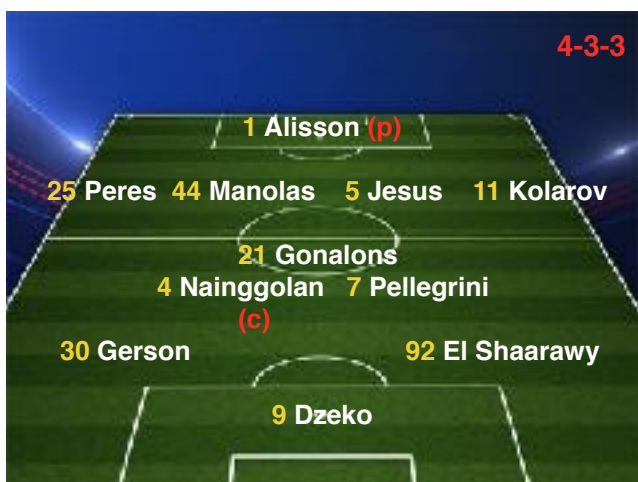 4-3-3
1 Alisson (p)
25 Peres 44 Manolas 5 Jesus 11 Kolarov
21 Gonalons
4 Nainggolan 7 Pellegrini
(c)
30 Gerson 92 El Shaarawy
9 Dzeko